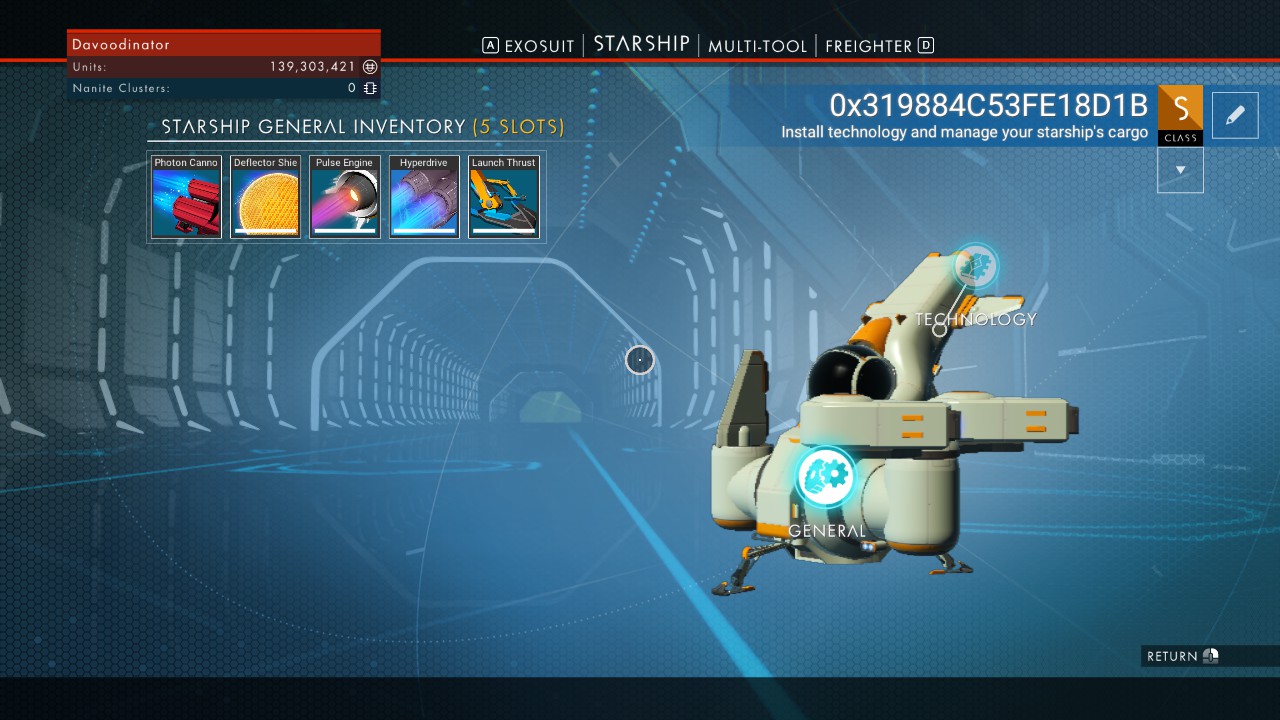 Davoodinator
Units: 139,303,421
Nanite Clusters: 0
A EXOSUIT STARSHIP MULTI-TOOL FREIGHTER D
0x319884C53FE18D1B
Install technology and manage your starship's cargo
S
CLASS
STARSHIP GENERAL INVENTORY (5 SLOTS)
Photon Canno Deflector Shie Pulse Engine Hyperdrive Launch Thrust
TECHNOLOGY
GENERAL
RETURN